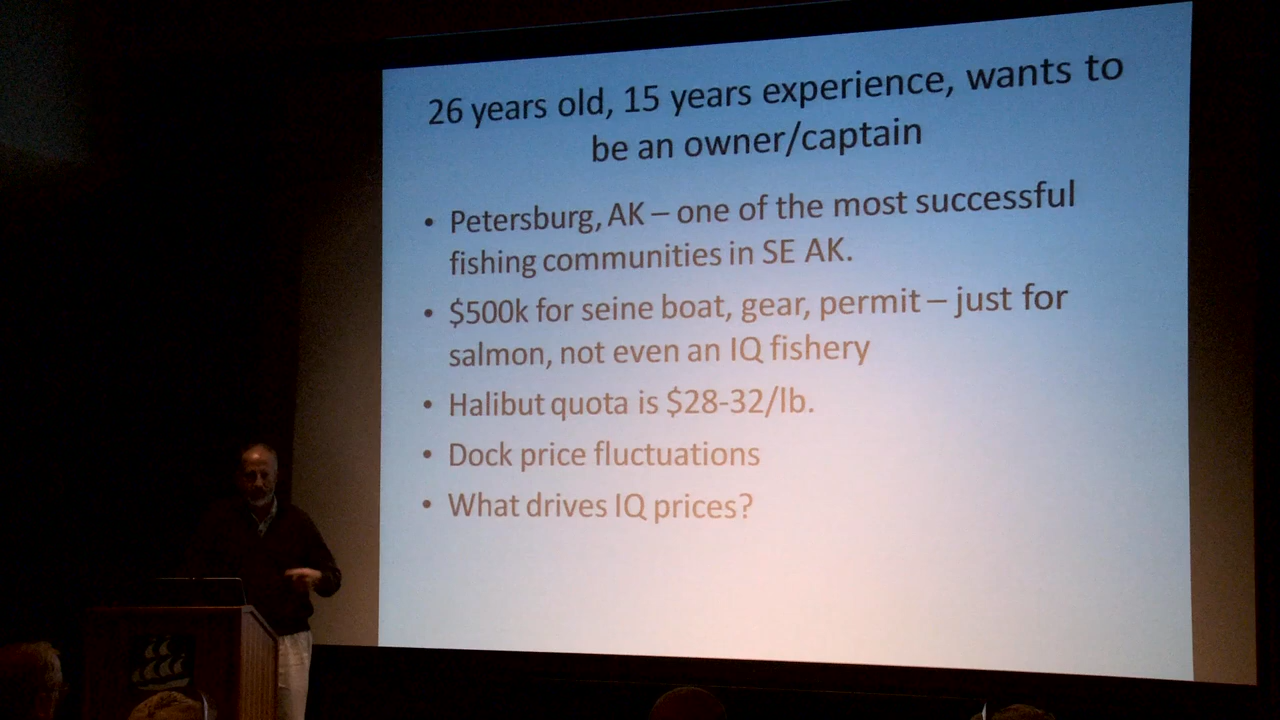 26 years old, 15 years experience, wants to
be an owner/captain
• Petersburg, AK – one of the most successful
fishing communities in SE AK.
• $500k for seine boat, gear, permit – just for
salmon, not even an IQ fishery
• Halibut quota is $28-32/lb.
• Dock price fluctuations
• What drives IQ prices?